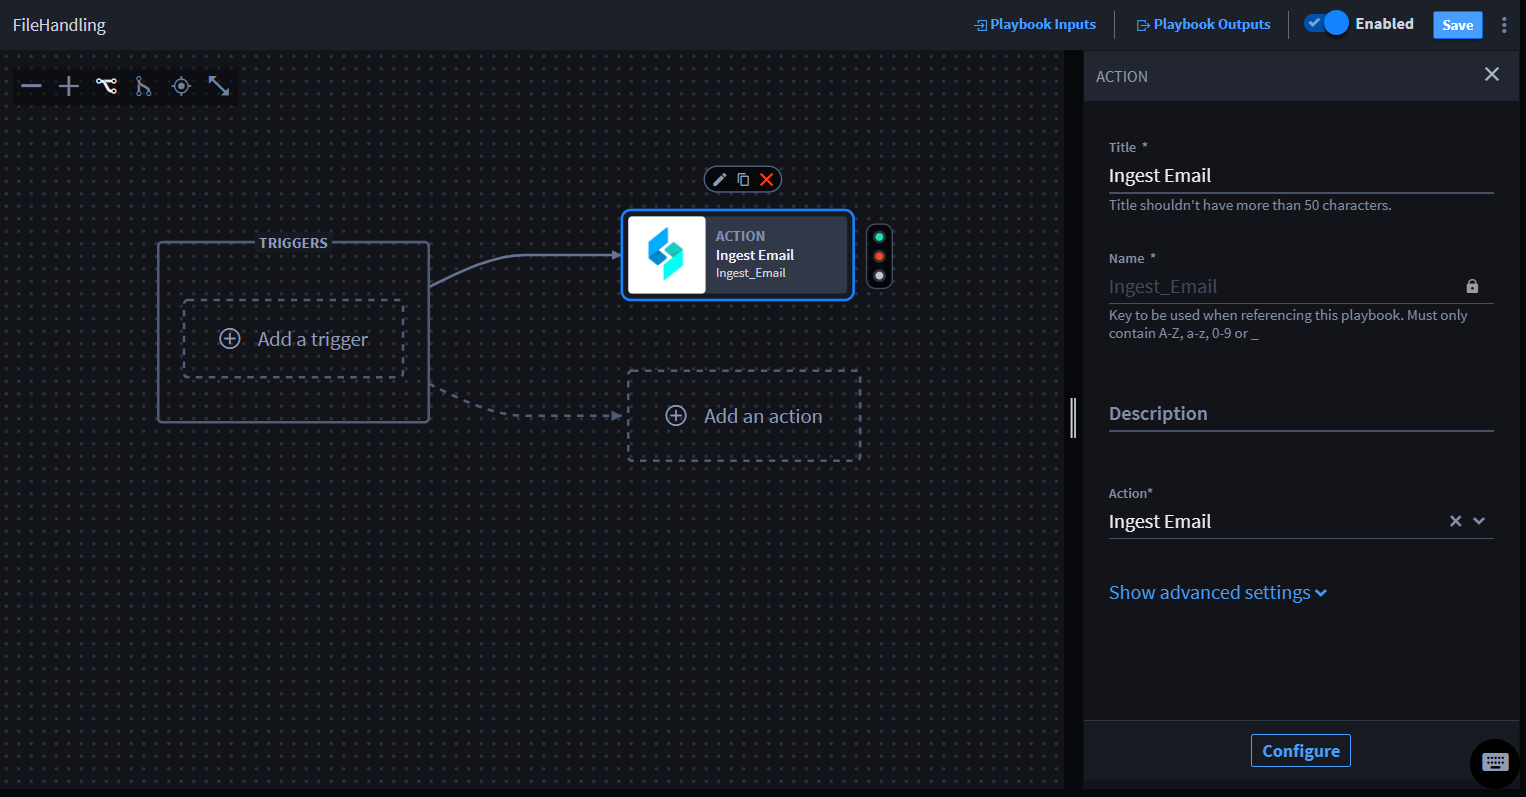 FileHandling
Playbook Inputs
Playbook Outputs
Enabled
Save
ACTION
Title *
Ingest Email
Title shouldn't have more than 50 characters.
Name *
Ingest_Email
Key to be used when referencing this playbook. Must only
contain A-Z, a-z, 0-9 or _
Description
Action*
Ingest Email
Show advanced settings
Configure
TRIGGERS
Add a trigger
ACTION
Ingest Email
Ingest_Email
Add an action